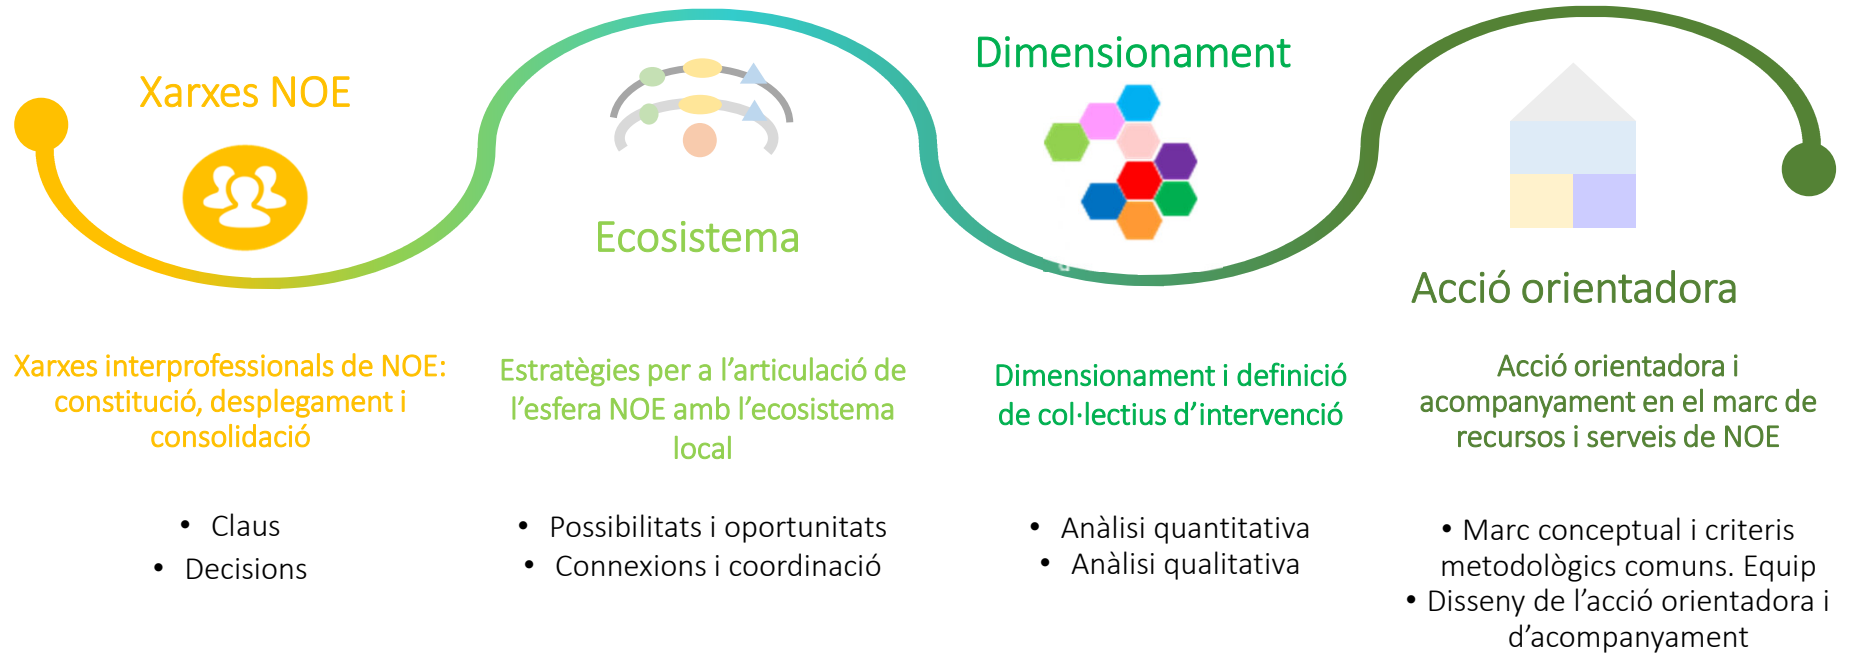 Xarxes NOE
Ecosistema
Dimensionament
Acció orientadora
Xarxes interprofessionals de NOE:
constitució, desplegament i
consolidació
• Claus
• Decisions
Estratègies per a l’articulació de
l’esfera NOE amb l’ecosistema
local
• Possibilitats i oportunitats
• Connexions i coordinació
Dimensionament i definició
de col·lectius d’intervenció
• Anàlisi quantitativa
• Anàlisi qualitativa
Acció orientadora i
acompanyament en el marc de
recursos i serveis de NOE
• Marc conceptual i criteris
metodològics comuns. Equip
• Disseny de l’acció orientadora i
d’acompanyament